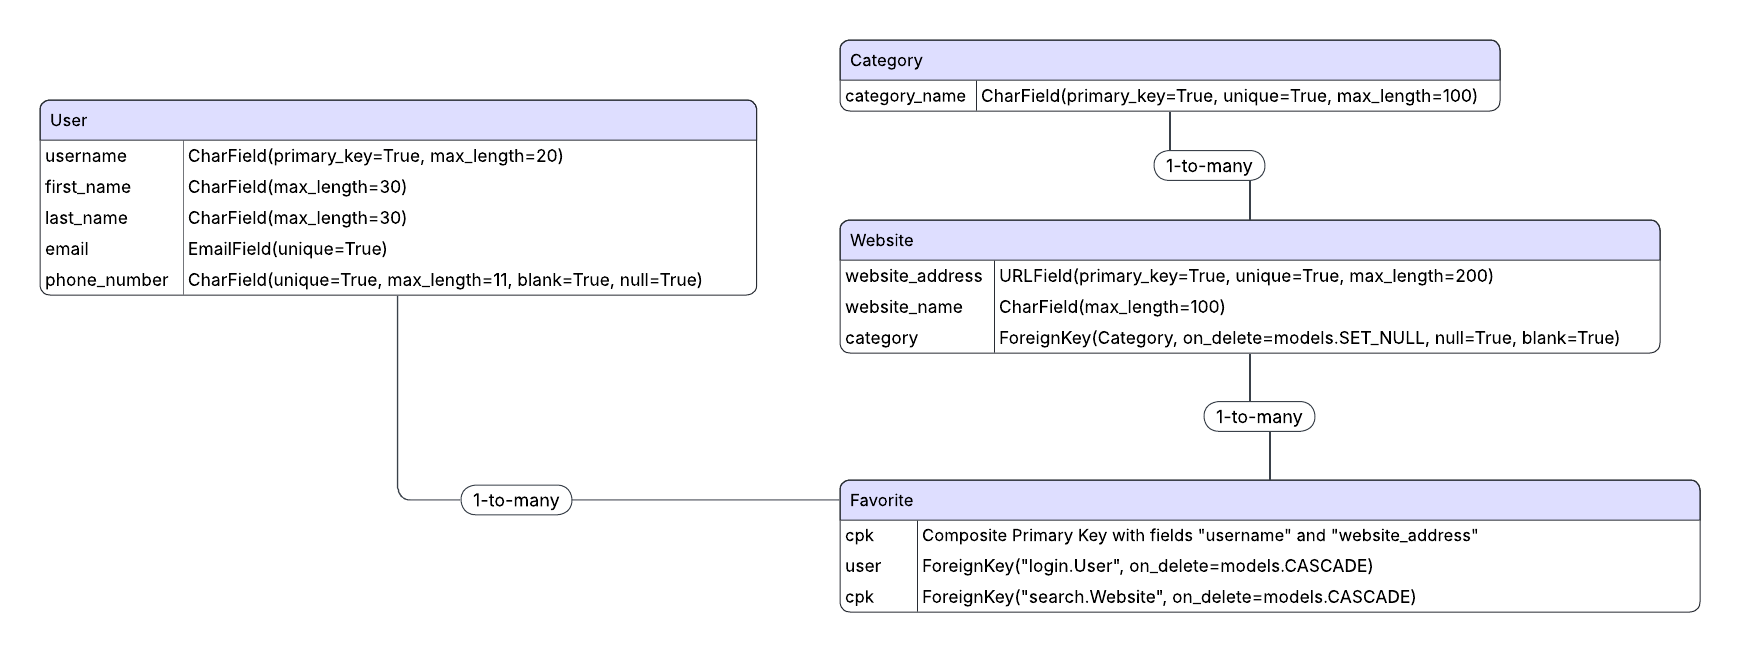 Category
category_name CharField(primary_key=True, unique=True, max_length=100)
1-to-many
User
username CharField(primary_key=True, max_length=20)
first_name CharField(max_length=30)
last_name CharField(max_length=30)
email EmailField(unique=True)
phone_number CharField(unique=True, max_length=11, blank=True, null=True)
Website
website_address URLField(primary_key=True, unique=True, max_length=200)
website_name CharField(max_length=100)
category ForeignKey(Category, on_delete=models.SET_NULL, null=True, blank=True)
1-to-many
1-to-many
Favorite
cpk Composite Primary Key with fields "username" and "website_address"
user ForeignKey("login.User", on_delete=models.CASCADE)
cpk ForeignKey("search.Website", on_delete=models.CASCADE)